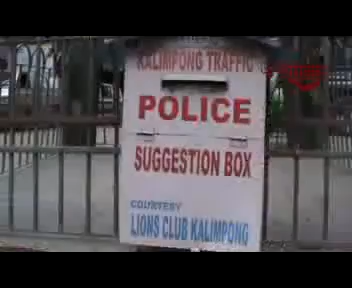 KALIMPONG TRAFFIC
POLICE
SUGGESTION BOX
COURTESY
LIONS CLUB KALIMPONG